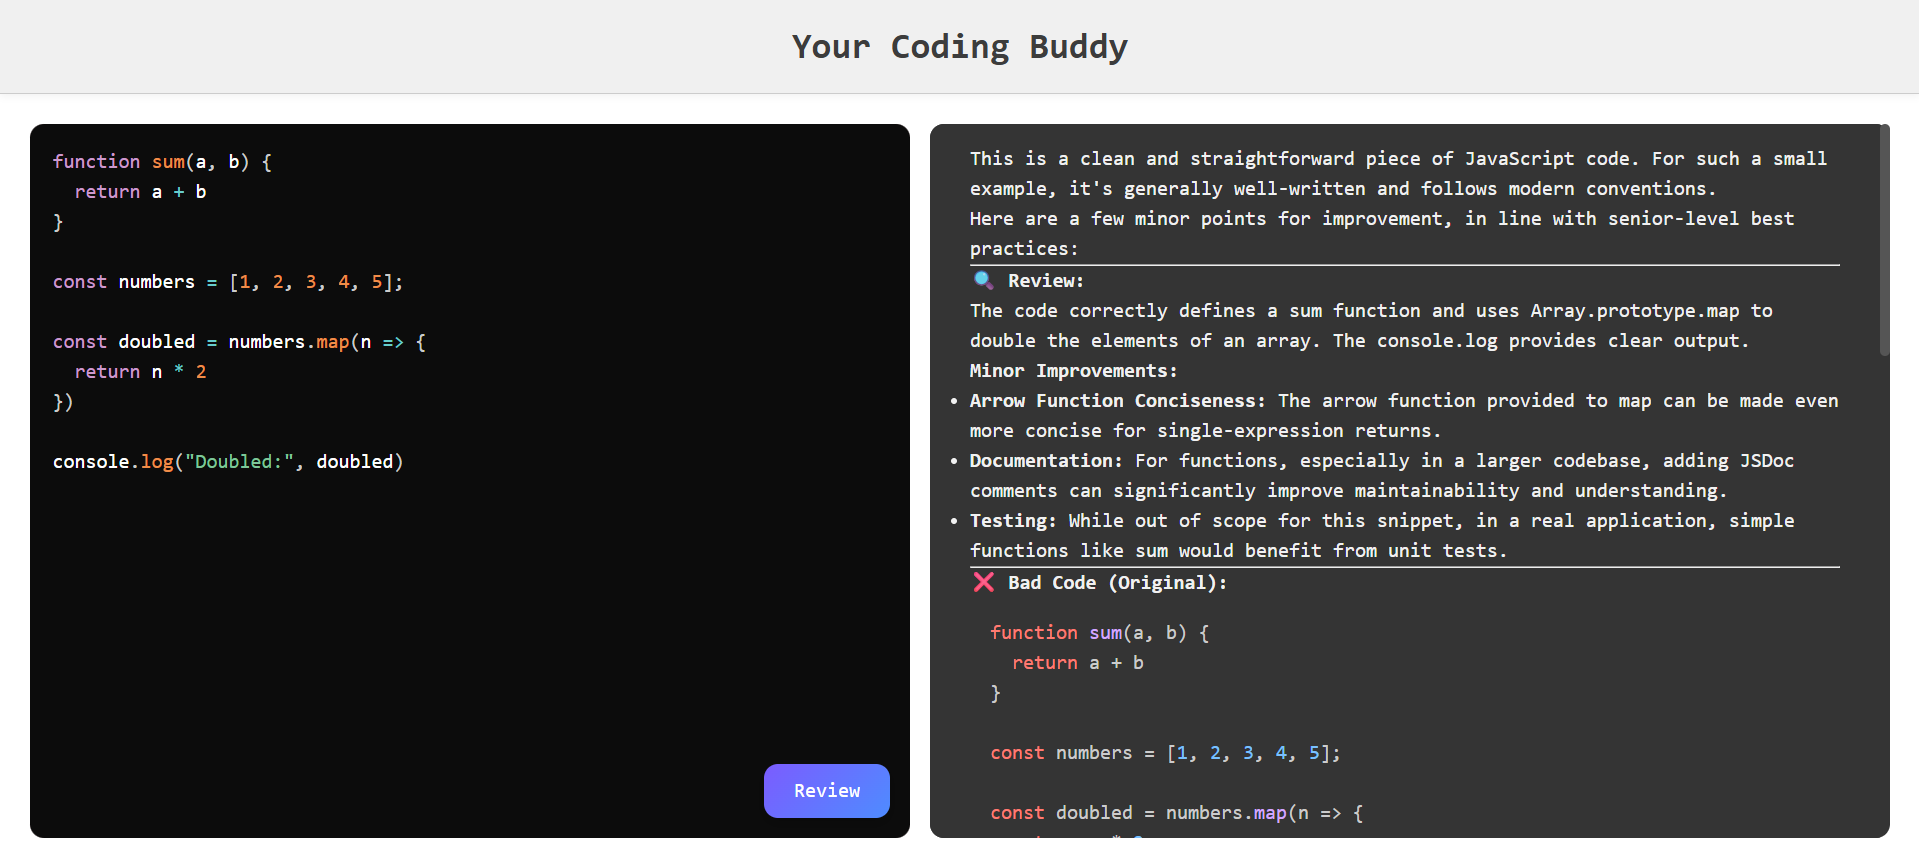 Your Coding Buddy
function sum(a, b) {
  return a + b
}
const numbers = [1, 2, 3, 4, 5];
const doubled = numbers.map(n => {
  return n * 2
})
console.log("Doubled:", doubled)
Review
This is a clean and straightforward piece of JavaScript code. For such a small
example, it's generally well-written and follows modern conventions.
Here are a few minor points for improvement, in line with senior-level best
practices:
🔍 Review:
The code correctly defines a sum function and uses Array.prototype.map to
double the elements of an array. The console.log provides clear output.
Minor Improvements:
• Arrow Function Conciseness: The arrow function provided to map can be made even
more concise for single-expression returns.
• Documentation: For functions, especially in a larger codebase, adding JSDoc
comments can significantly improve maintainability and understanding.
• Testing: While out of scope for this snippet, in a real application, simple
functions like sum would benefit from unit tests.
❌ Bad Code (Original):
function sum(a, b) {
  return a + b
}
const numbers = [1, 2, 3, 4, 5];
const doubled = numbers.map(n => {